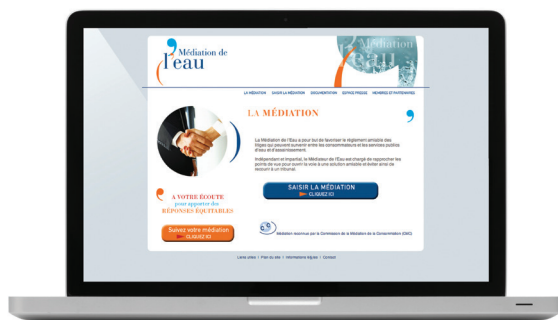 Médiation de
l'eau
Médiation
l'eau
LA MÉDIATION SAISIR LA MÉDIATION DOCUMENTATION ESPACE PRESSE MEMBRES ET PARTENAIRES
LA MÉDIATION
La Médiation de l'Eau a pour but de favoriser le règlement amiable des
litiges qui peuvent survenir entre les consommateurs et les services publics
d'eau et d'assainissement.
Indépendant et impartial, le Médiateur de l'Eau est chargé de rapprocher les
points de vue pour ouvrir la voie à une solution amiable et éviter ainsi de
recourir à un tribunal.
SAISIR LA MÉDIATION
CLIQUEZ ICI
A VOTRE ÉCOUTE
pour apporter des
RÉPONSES ÉQUITABLES
Suivez votre médiation
CLIQUEZ ICI
Médiation reconnue par la Commission de la Médiation de la Consommation (CMC)
Liens utiles | Plan du site | Informations légales | Contact